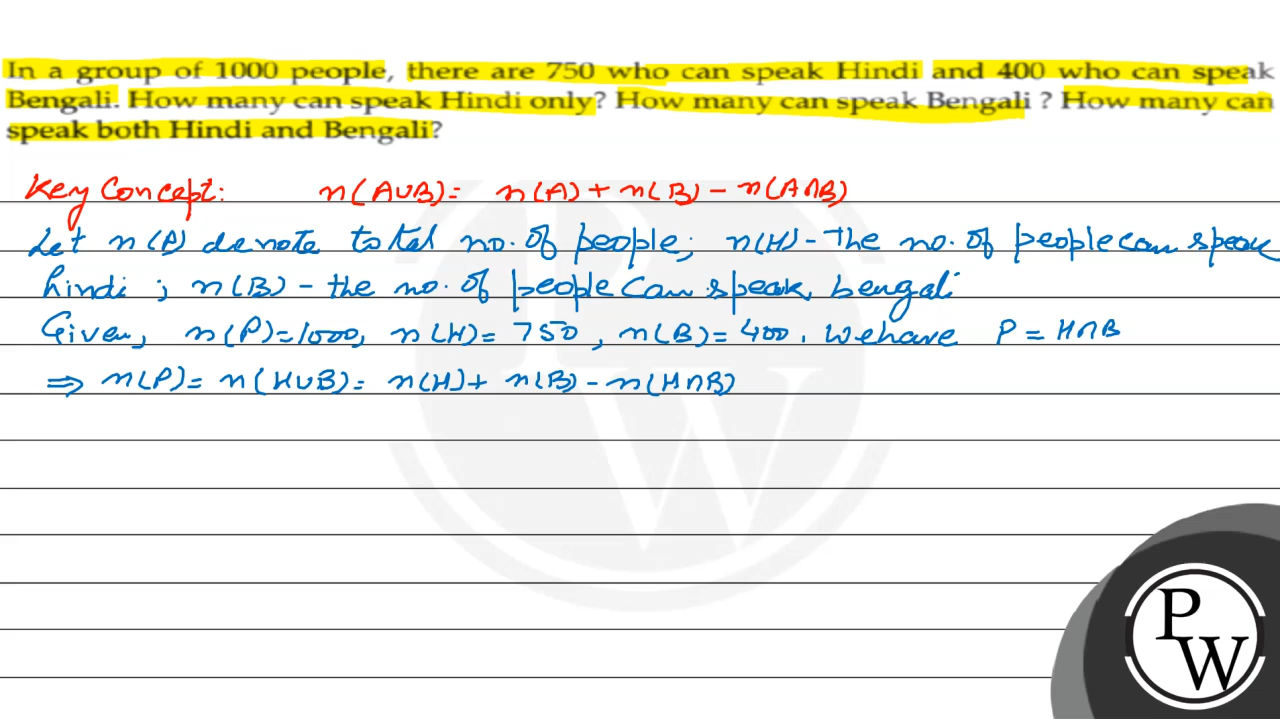 In a group of 1000 people, there are 750 who can speak Hindi and 400 who can speak
Bengali. How many can speak Hindi only? How many can speak Bengali ? How many can
speak both Hindi and Bengali?
Key Concept: n(A∪B)= n(A)+n(B)-n(A∩B)
Let n(P) denote total no. of people; n(H)-The no. of people can speak
hindi ; n(B)-the no. of people can speak bengali
Given, n(P)=1000, n(H)=750, n(B)=400. We have P=H∩B
⇒ n(P)= n(H∪B)= n(H)+ n(B)-n(H∩B)
PW
P
W